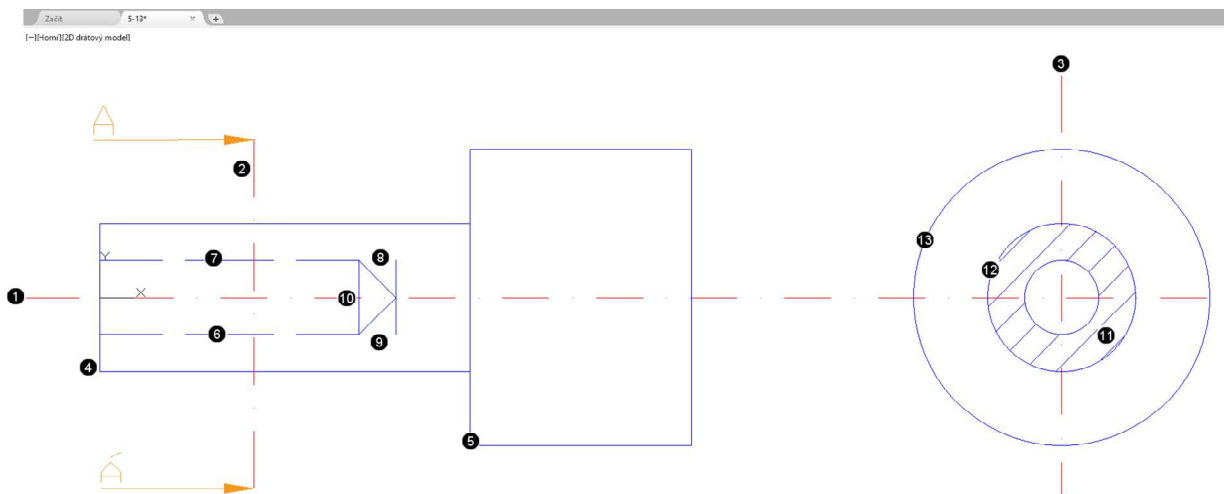 Začít 5-13* × +
[−][Horní][2D drátový model]
3
A
2
13
Y 7 8
12
1 X 10
6 9 11
4
5
A'